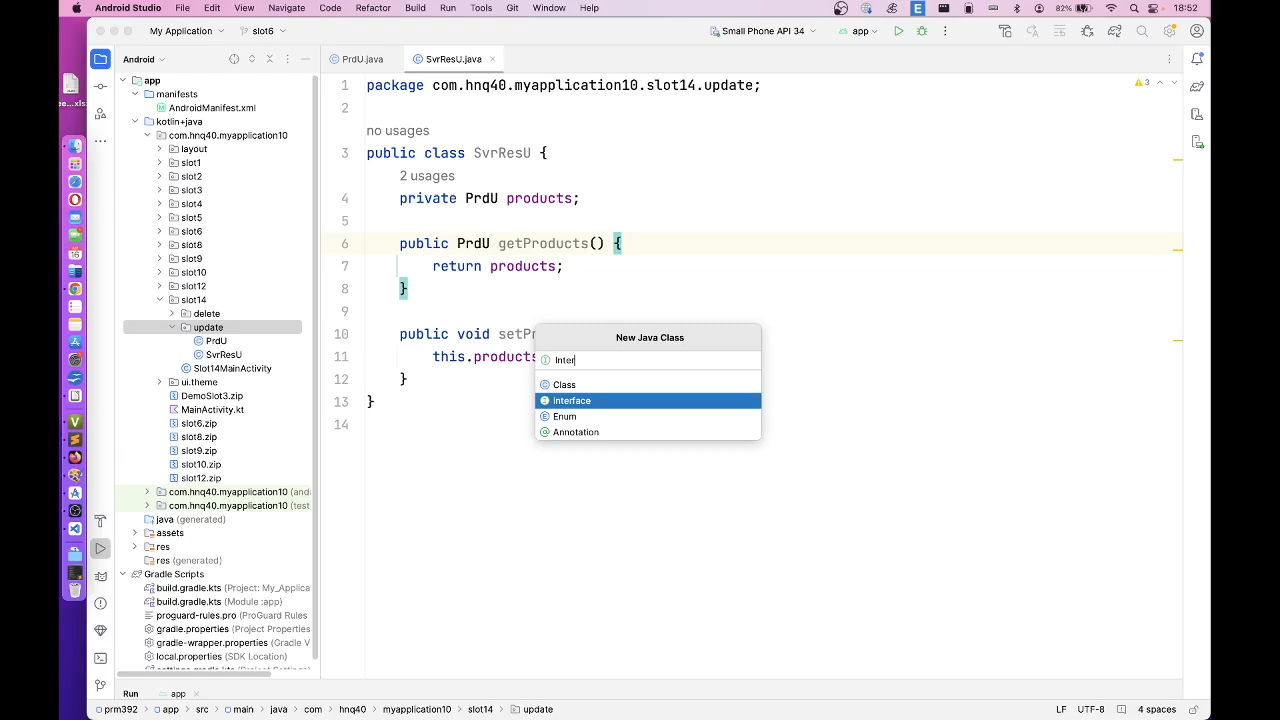 Android Studio File Edit View Navigate Code Refactor Build Run Tools Git Window Help 82% 18:52
My Application slot6 Small Phone API 34 app
Android
PrdU.java SvrResU.java
3
app
manifests
AndroidManifest.xml
kotlin+java
com.hnq40.myapplication10
layout
slot1
slot2
slot3
slot4
slot5
slot6
slot8
slot9
slot10
slot12
slot14
delete
update
PrdU
SvrResU
Slot14MainActivity
ui.theme
DemoSlot3.zip
MainActivity.kt
slot6.zip
slot8.zip
slot9.zip
slot10.zip
slot12.zip
com.hnq40.myapplication10 (and
com.hnq40.myapplication10 (test
java (generated)
assets
res
res (generated)
Gradle Scripts
build.gradle.kts (Project: My_Applica
build.gradle.kts (Module :app)
proguard-rules.pro (ProGuard Rules
gradle.properties (Project Properties
gradle-wrapper.properties (Gradle V
local.properties (SDK Location)
settings.gradle.kts (Project Settings)
1 package com.hnq40.myapplication10.slot14.update;
2
no usages
3 public class SvrResU {
2 usages
4 private PrdU products;
5
6 public PrdU getProducts() {
7 return products;
8 }
9
10 public void setPr
11 this.products
12 }
13 }
14
New Java Class
Inter
Class
Interface
Enum
Annotation
Run app
prm392 app src main java com hnq40 myapplication10 slot14 update LF UTF-8 4 spaces